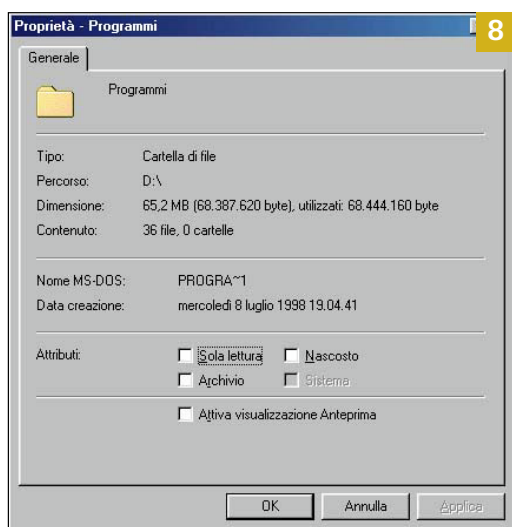 Proprietà - Programmi
8
Generale
Programmi
Tipo: Cartella di file
Percorso: D:\
Dimensione: 65,2 MB (68.387.620 byte), utilizzati: 68.444.160 byte
Contenuto: 36 file, 0 cartelle
Nome MS-DOS: PROGRA~1
Data creazione: mercoledì 8 luglio 1998 19.04.41
Attributi: Sola lettura Nascosto
Archivio Sistema
Attiva visualizzazione Anteprima
OK Annulla Applica